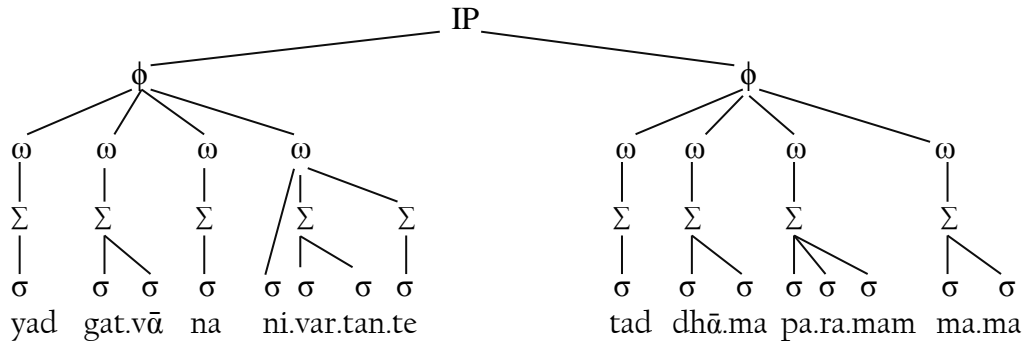 IP
ϕ ϕ
ω ω ω ω ω ω ω ω
Σ Σ Σ Σ Σ Σ Σ Σ Σ
σ σ σ σ σ σ σ σ σ σ σ σ σ σ σ σ
yad gat.vā na ni.var.tan.te tad dhā.ma pa.ra.mam ma.ma